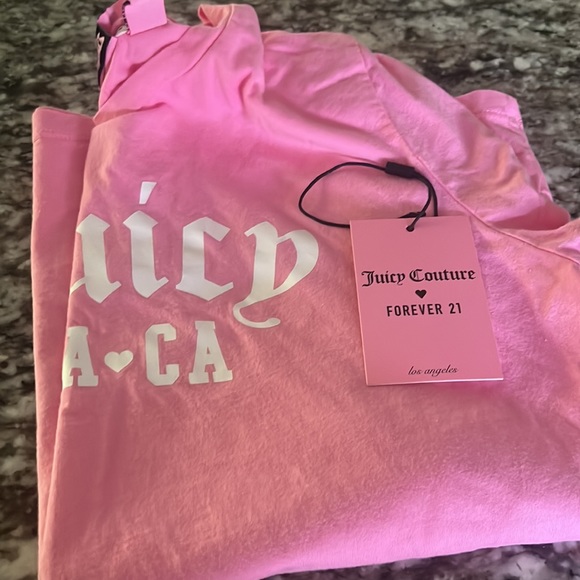 uicy
A♥CA
Juicy Couture
♥
FOREVER 21
los angeles